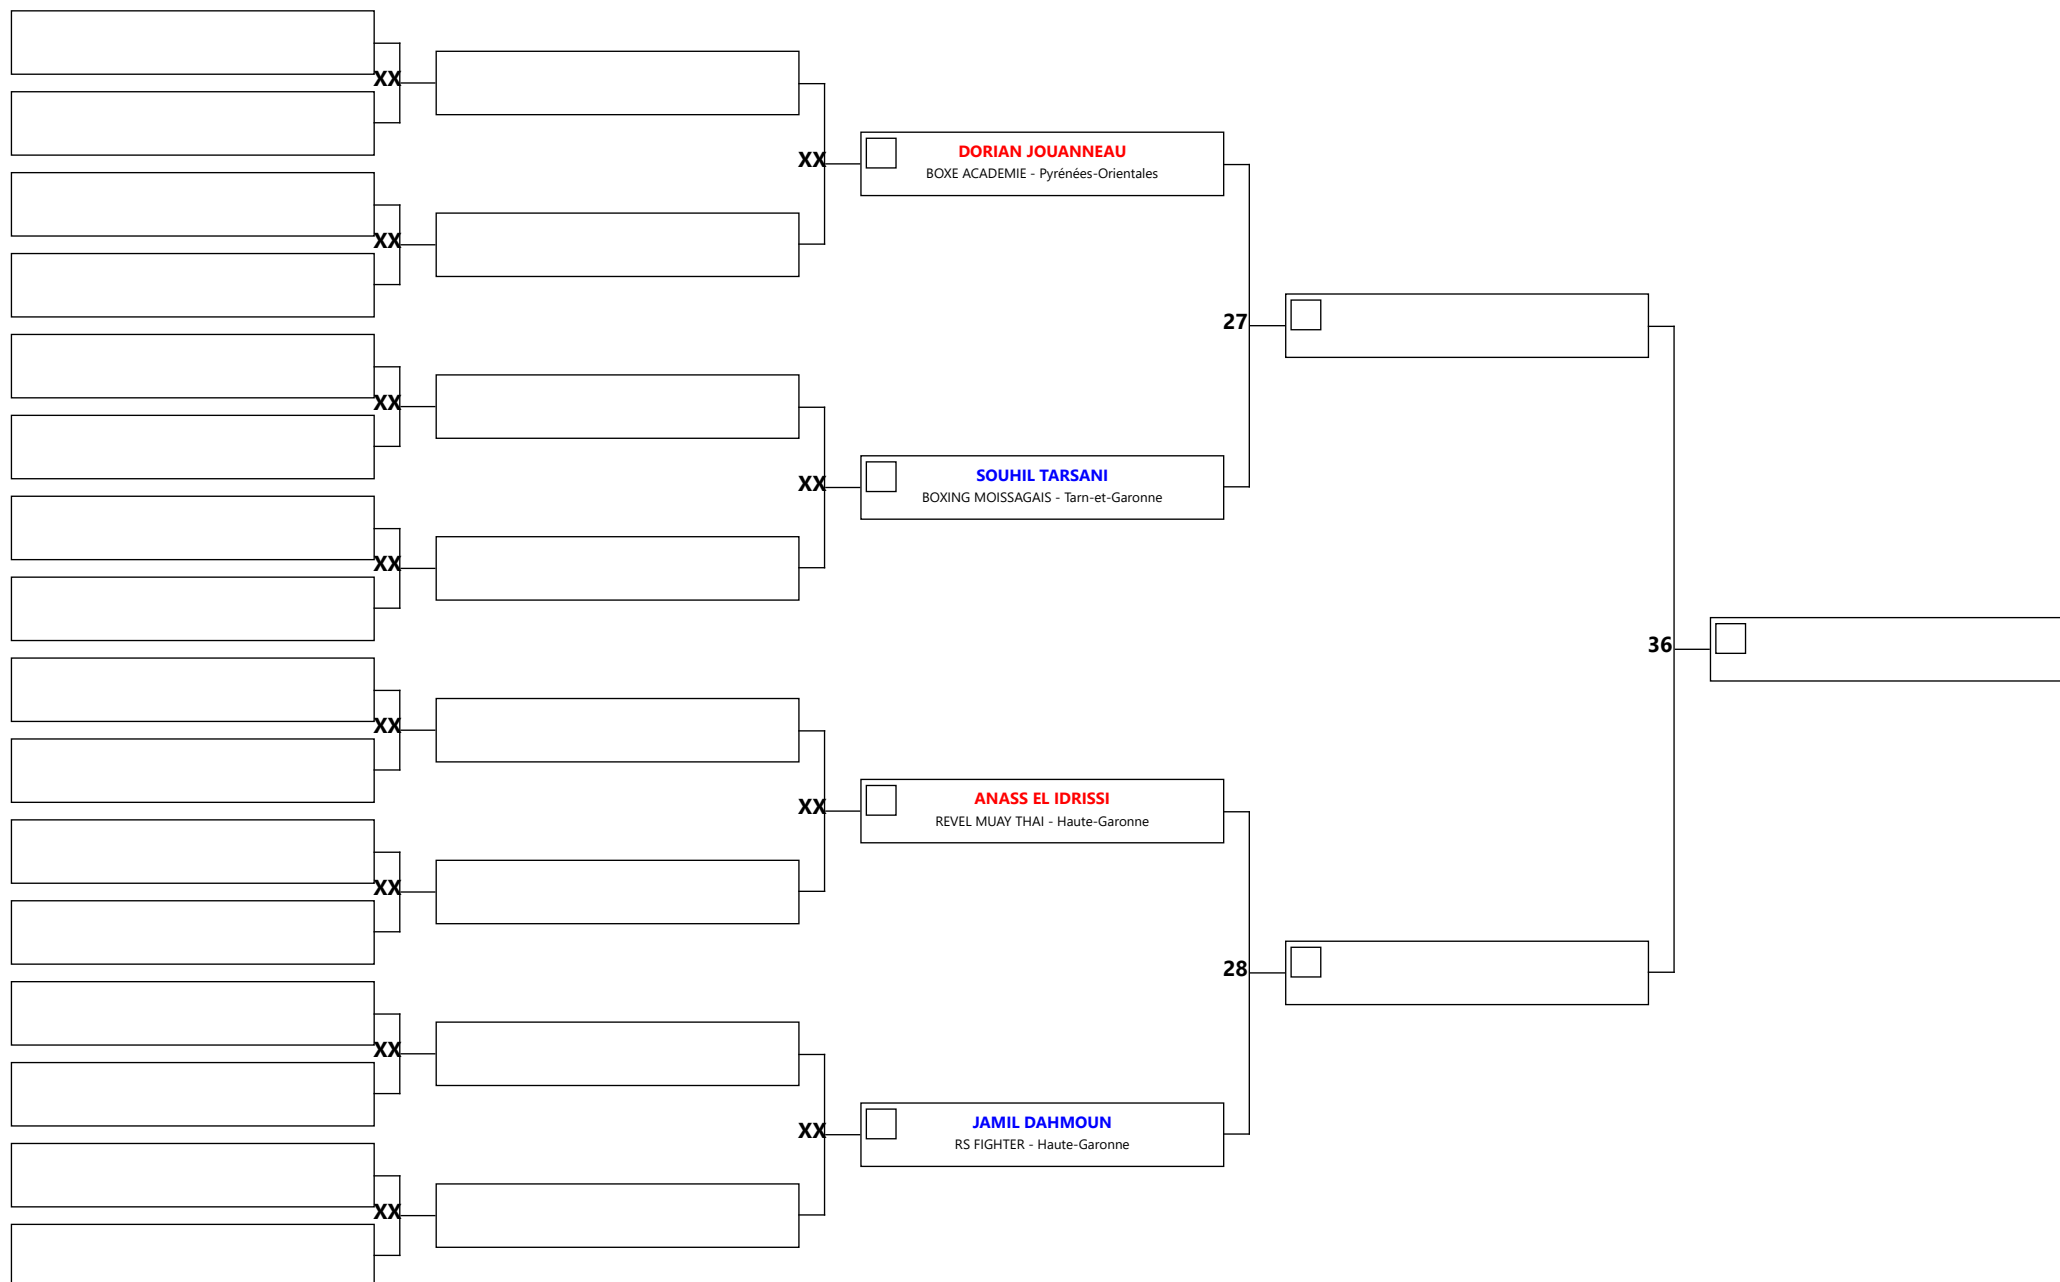 XX
XX
DORIAN JOUANNEAU
BOXE ACADEMIE - Pyrénées-Orientales
XX
27
XX
XX
SOUHIL TARSANI
BOXING MOISSAGAIS - Tarn-et-Garonne
XX
36
XX
XX
ANASS EL IDRISSI
REVEL MUAY THAI - Haute-Garonne
XX
28
XX
XX
JAMIL DAHMOUN
RS FIGHTER - Haute-Garonne
XX